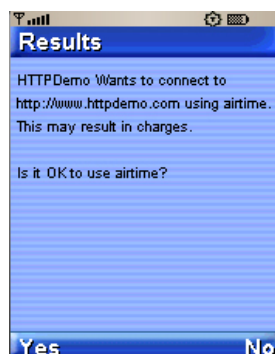 Results
HTTPDemo Wants to connect to
http://www.httpdemo.com using airtime.
This may result in charges.
Is it OK to use airtime?
Yes No